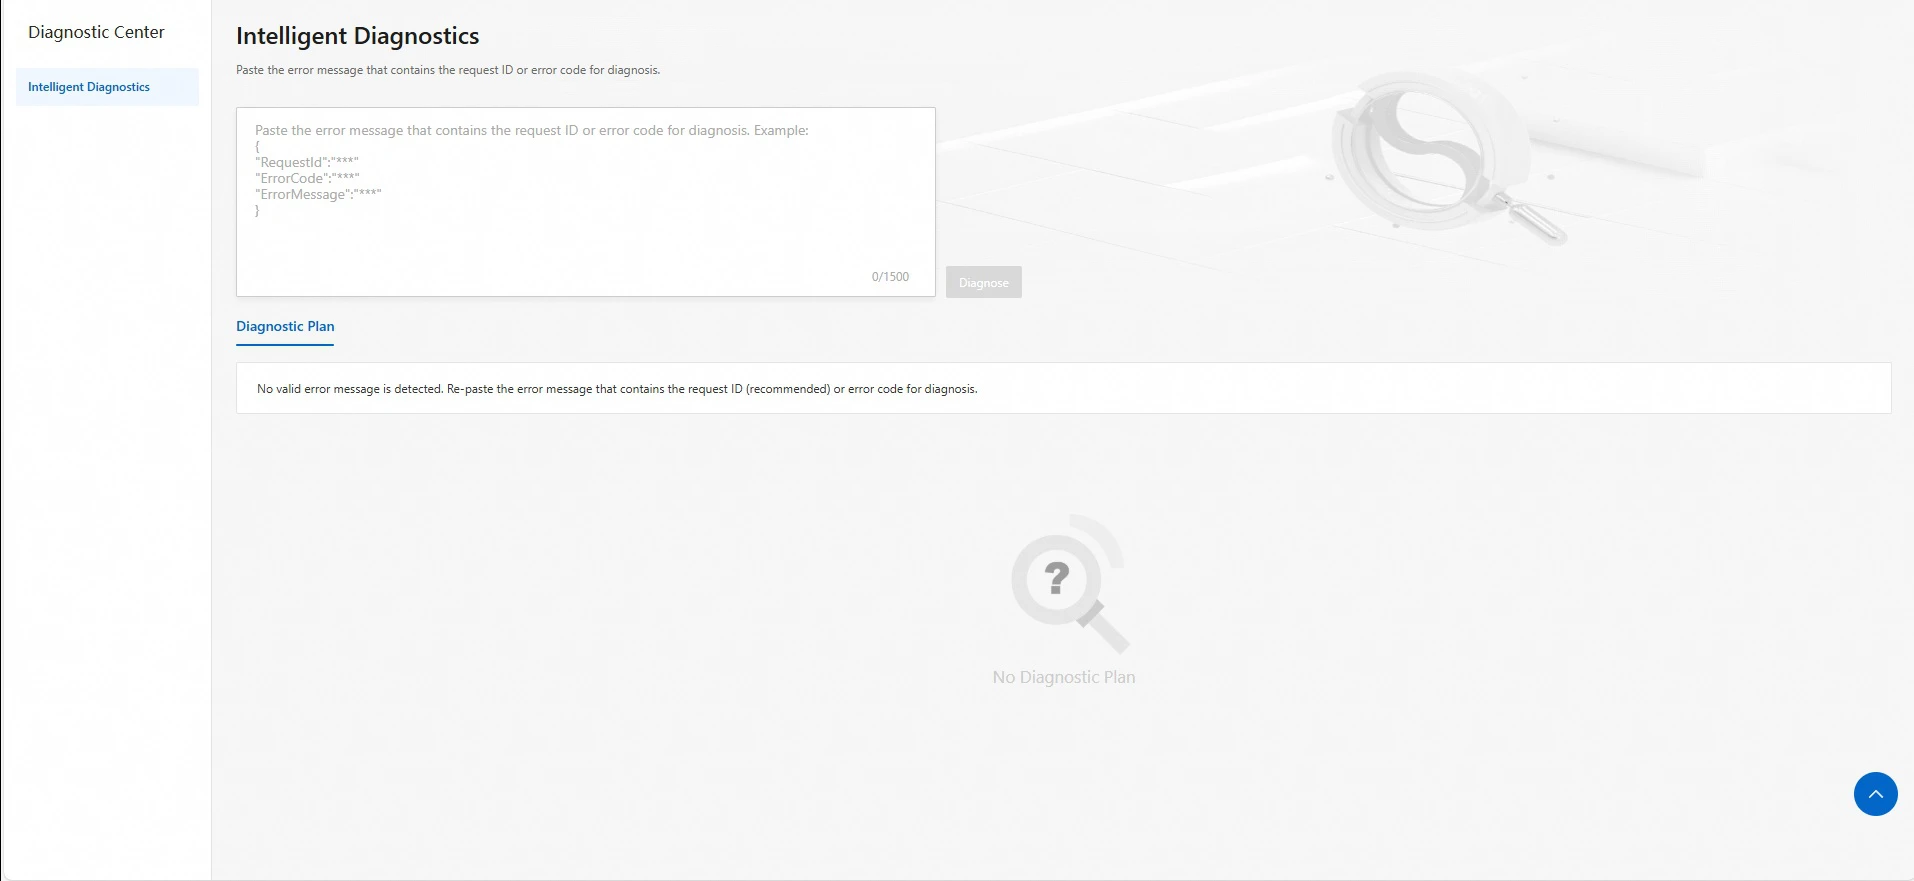 Diagnostic Center
Intelligent Diagnostics
Intelligent Diagnostics
Paste the error message that contains the request ID or error code for diagnosis.
Paste the error message that contains the request ID or error code for diagnosis. Example:
{
"RequestId":"***"
"ErrorCode":"***"
"ErrorMessage":"***"
}
0/1500
Diagnose
Diagnostic Plan
No valid error message is detected. Re-paste the error message that contains the request ID (recommended) or error code for diagnosis.
?
No Diagnostic Plan